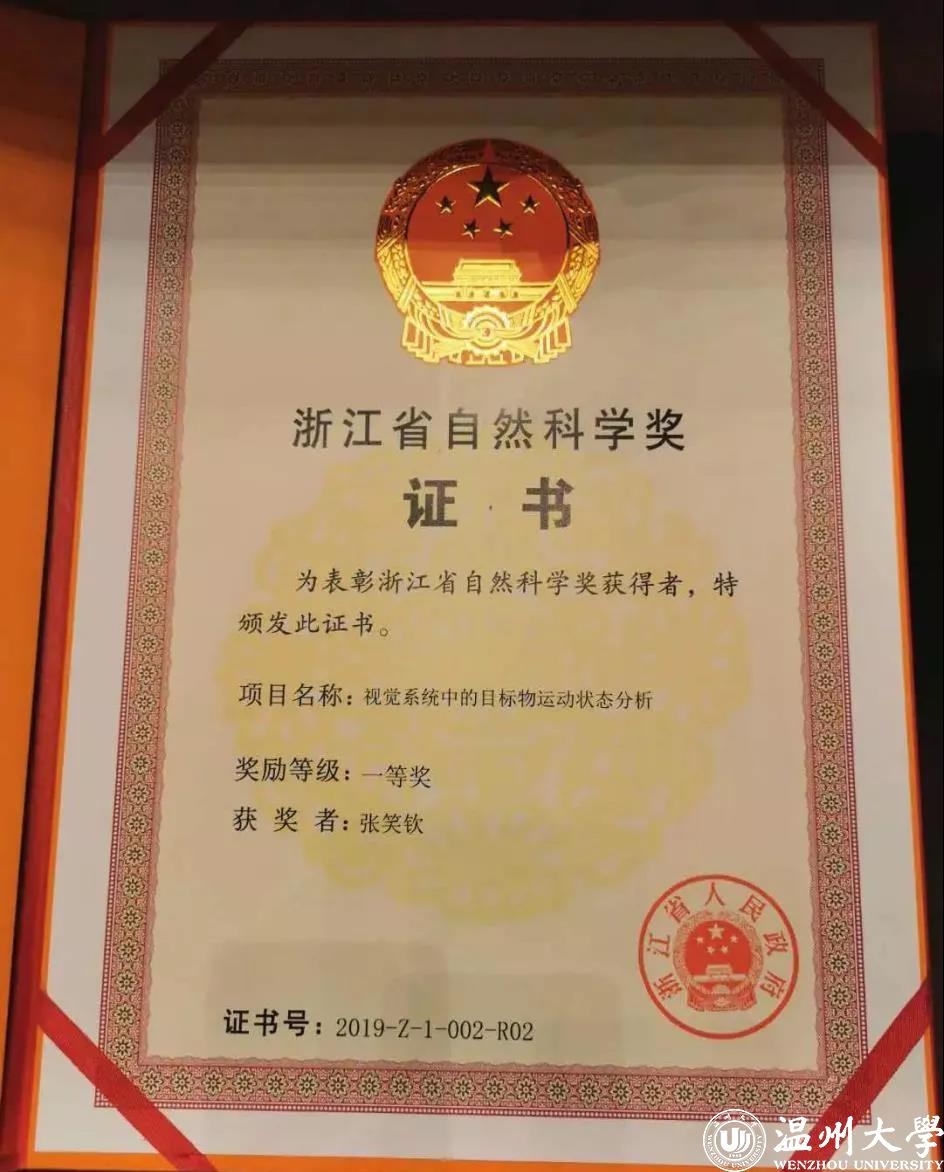 浙江省自然科学奖
证书
为表彰浙江省自然科学奖获得者，特
颁发此证书。
项目名称：视觉系统中的目标物运动状态分析
奖励等级：一等奖
获奖者：张笑钦
浙江省人民政府
证书号：2019-Z-1-002-R02
温州大学
WENZHOU UNIVERSITY